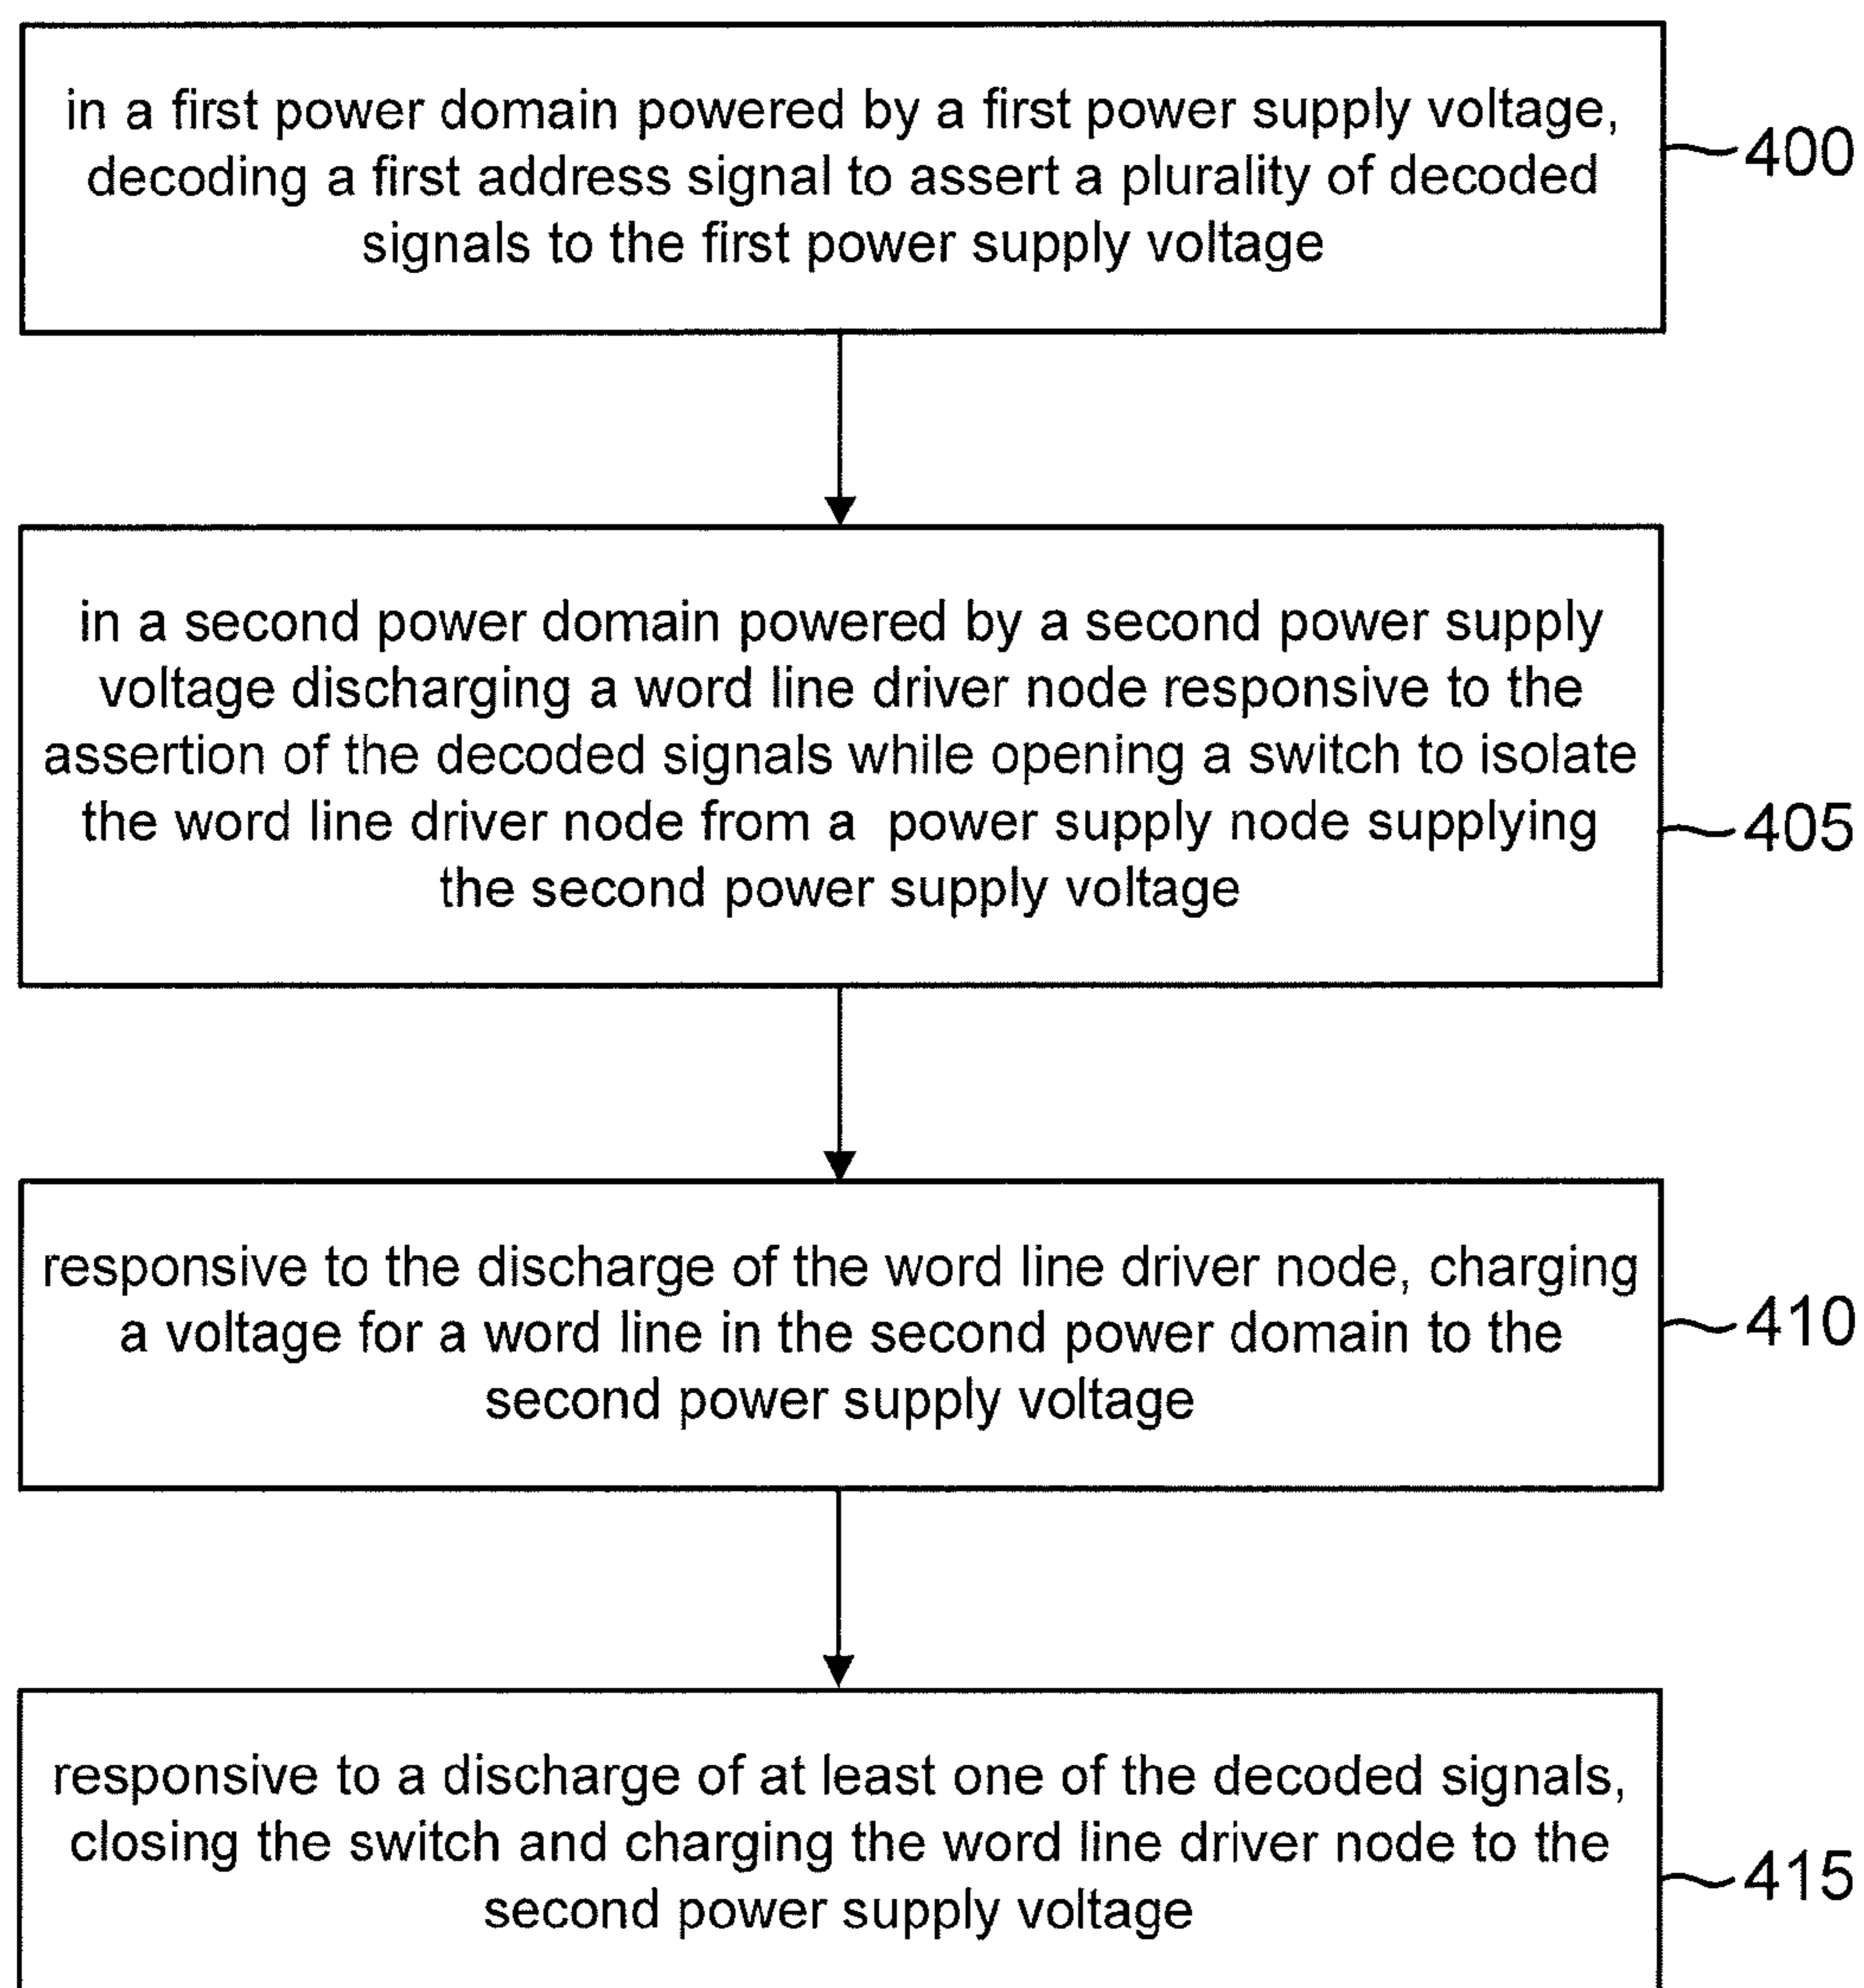 in a first power domain powered by a first power supply voltage,
decoding a first address signal to assert a plurality of decoded
signals to the first power supply voltage
400
in a second power domain powered by a second power supply
voltage discharging a word line driver node responsive to the
assertion of the decoded signals while opening a switch to isolate
the word line driver node from a power supply node supplying
the second power supply voltage
405
responsive to the discharge of the word line driver node, charging
a voltage for a word line in the second power domain to the
second power supply voltage
410
responsive to a discharge of at least one of the decoded signals,
closing the switch and charging the word line driver node to the
second power supply voltage
415